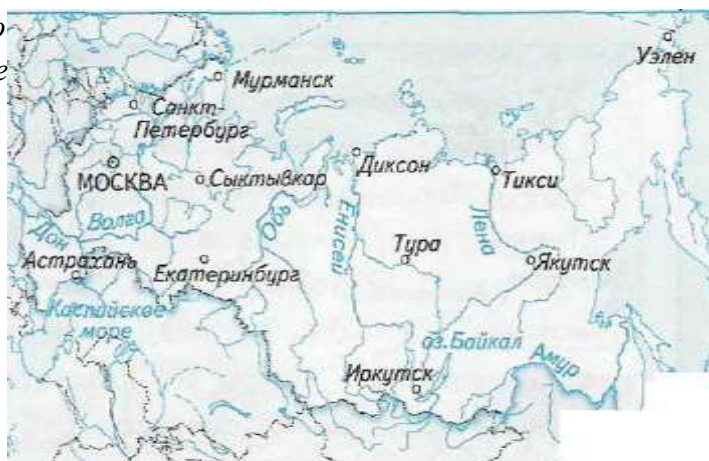 о
е
Уэлен
Мурманск
Санкт-
Петербург
МОСКВА
Сыктывкар
Диксон
Тикси
Обь
Енисей
Лена
Дон
Волга
Астрахань
Екатеринбург
Тура
Якутск
Каспийское
море
оз. Байкал
Иркутск
Амур